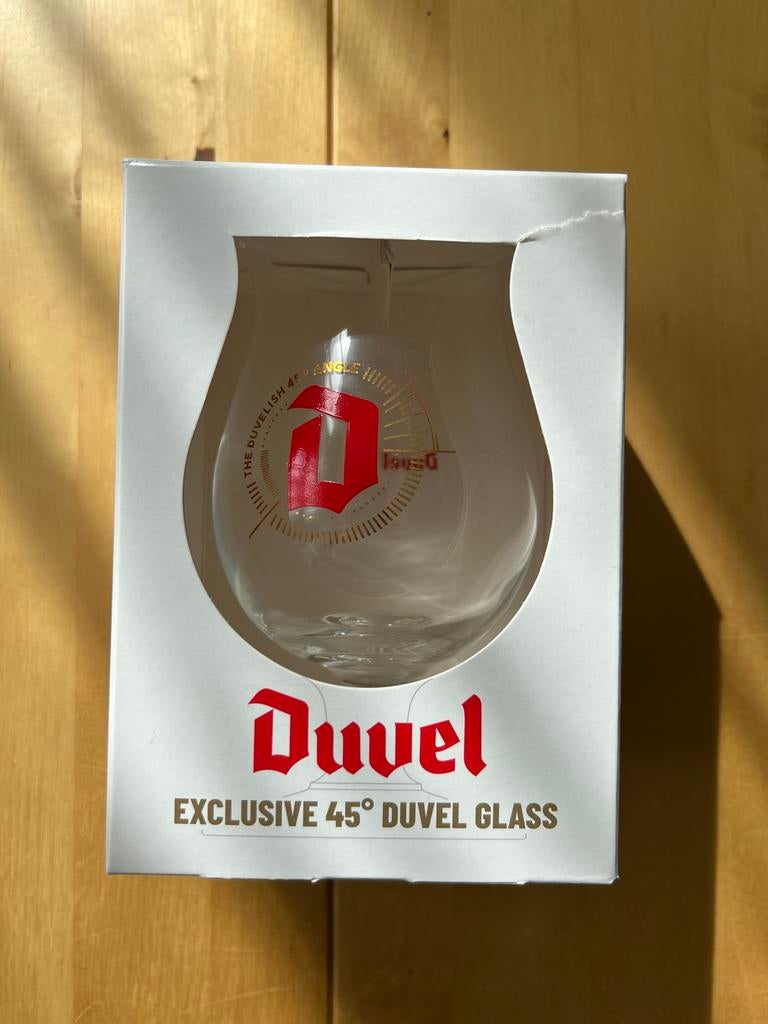 THE DUVELISH 45° ANGLE
D
Duvel
Duvel
EXCLUSIVE 45° DUVEL GLASS